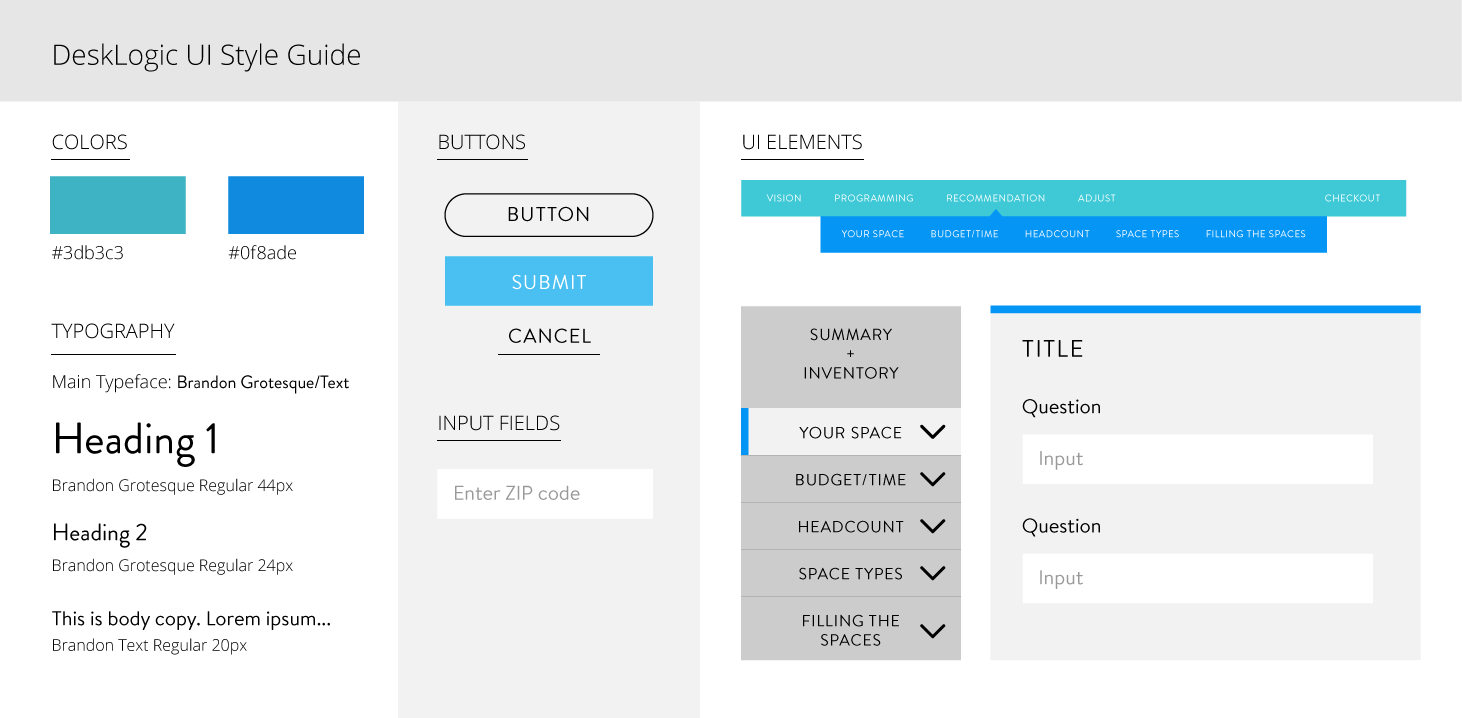 DeskLogic UI Style Guide
COLORS
#3db3c3
#0f8ade
TYPOGRAPHY
Main Typeface: Brandon Grotesque/Text
Heading 1
Brandon Grotesque Regular 44px
Heading 2
Brandon Grotesque Regular 24px
This is body copy. Lorem ipsum...
Brandon Text Regular 20px
BUTTONS
BUTTON
SUBMIT
CANCEL
INPUT FIELDS
Enter ZIP code
UI ELEMENTS
VISION PROGRAMMING RECOMMENDATION ADJUST CHECKOUT
YOUR SPACE BUDGET/TIME HEADCOUNT SPACE TYPES FILLING THE SPACES
SUMMARY
+
INVENTORY
YOUR SPACE
BUDGET/TIME
HEADCOUNT
SPACE TYPES
FILLING THE
SPACES
TITLE
Question
Input
Question
Input